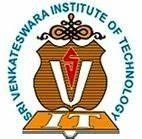 SRI VENKATESWARA INSTITUTE OF TECHNOLOGY
S
V
IT